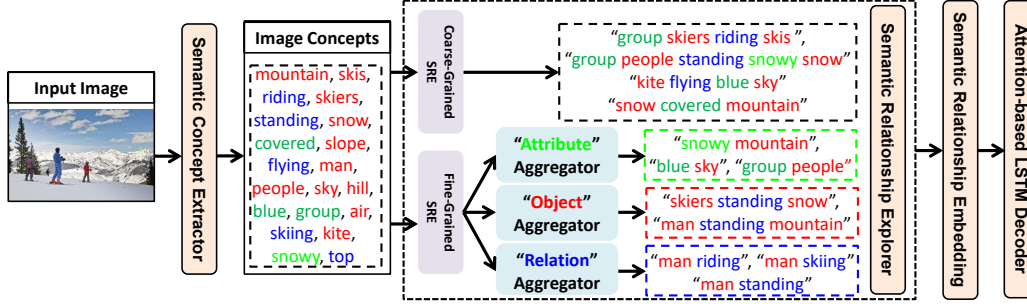 Input Image
Semantic Concept Extractor
Image Concepts
mountain, skis,
riding, skiers,
standing, snow,
covered, slope,
flying, man,
people, sky, hill,
blue, group, air,
skiing, kite,
snowy, top
Coarse-Grained
SRE
"group skiers riding skis",
"group people standing snowy snow"
"kite flying blue sky"
"snow covered mountain"
Fine-Grained
SRE
"Attribute"
Aggregator
"snowy mountain",
"blue sky", "group people"
"Object"
Aggregator
"skiers standing snow",
"man standing mountain"
"Relation"
Aggregator
"man riding", "man skiing"
"man standing"
Semantic Relationship Explorer
Semantic Relationship Embedding
Attention-based LSTM Decoder